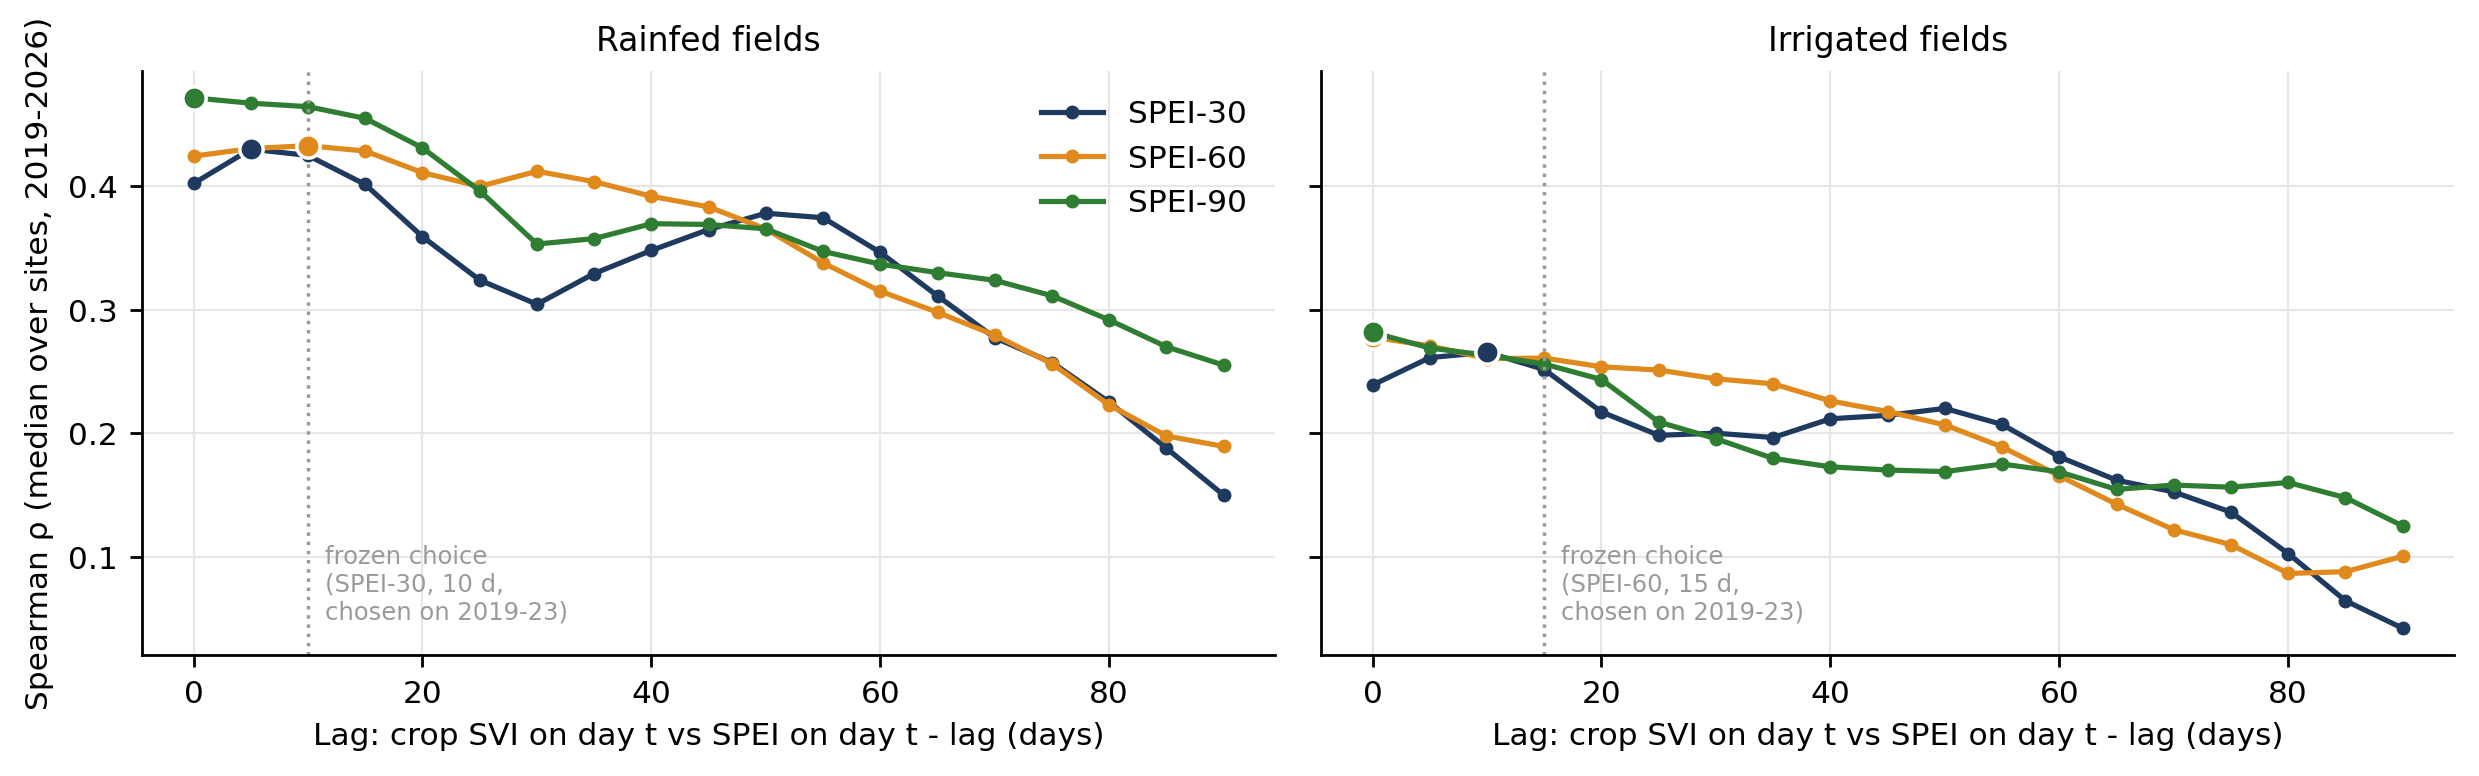 Rainfed fields
Irrigated fields
Spearman ρ (median over sites, 2019-2026)
0.4
0.3
0.2
0.1
SPEI-30
SPEI-60
SPEI-90
frozen choice
(SPEI-30, 10 d,
chosen on 2019-23)
frozen choice
(SPEI-60, 15 d,
chosen on 2019-23)
0 20 40 60 80
0 20 40 60 80
Lag: crop SVI on day t vs SPEI on day t - lag (days)
Lag: crop SVI on day t vs SPEI on day t - lag (days)